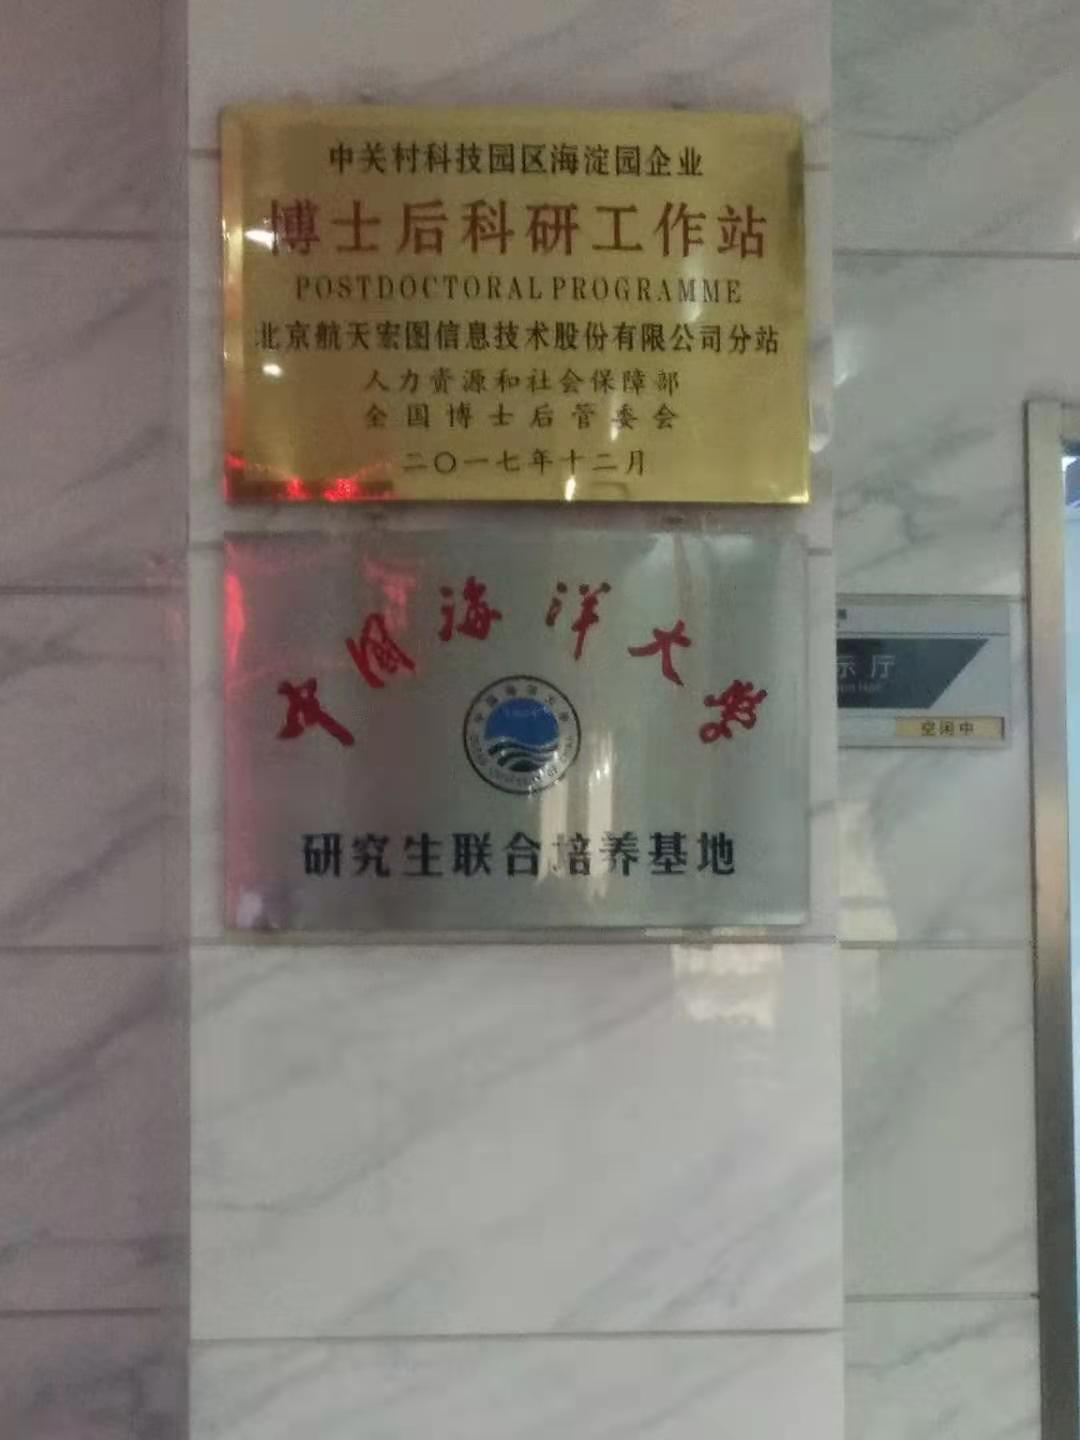 中关村科技园区海淀园企业
博士后科研工作站
POSTDOCTORAL PROGRAMME
北京航天宏图信息技术股份有限公司分站
人力资源和社会保障部
全国博士后管委会
二〇一七年十二月
中国海洋大学
研究生联合培养基地
示厅
空闲中